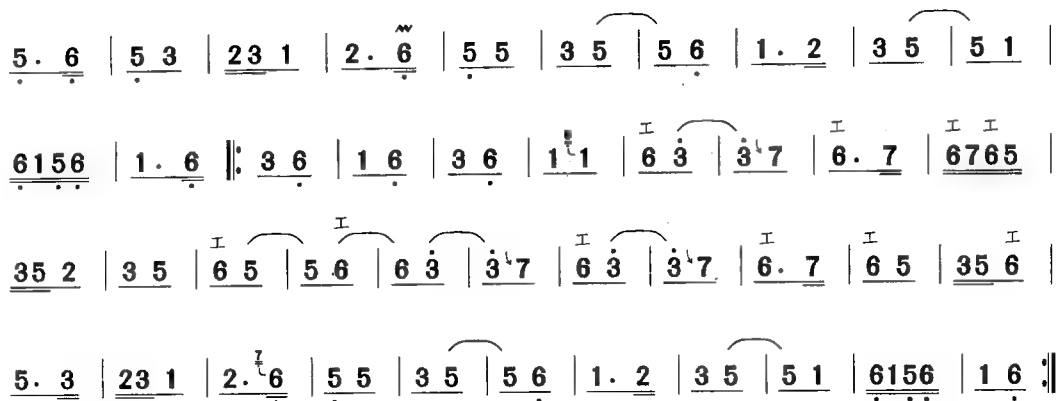 5. 6 | 5 3 | 23 1 | 2. 6 | 5 5 | 3 5 | 5 6 | 1. 2 | 3 5 | 5 1 |
6156 | 1. 6 ‖: 3 6 | 1 6 | 3 6 | 1 1 | 6 3 | 3 7 | 6. 7 | 6765 |
35 2 | 3 5 | 6 5 | 5 6 | 6 3 | 3 7 | 6 3 | 3 7 | 6. 7 | 6 5 | 35 6 |
5. 3 | 23 1 | 2. 7 6 | 5 5 | 3 5 | 5 6 | 1. 2 | 3 5 | 5 1 | 6156 | 1 6 :‖